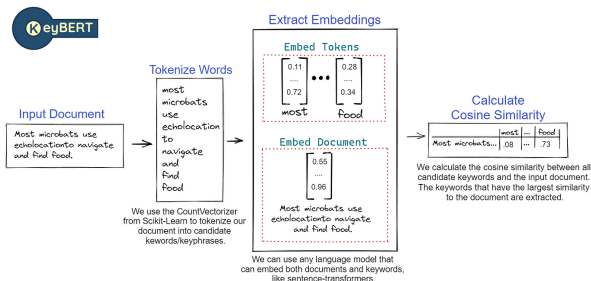 KeyBERT
Input Document
Most microbats use
echolocationto navigate
and find food.
Tokenize Words
most
microbats
use
echolocation
to
navigate
and
find
food
We use the CountVectorizer
from Scikit-Learn to tokenize our
document into candidate
kewords/keyphrases.
Extract Embeddings
Embed Tokens
0.11 0.28
.... ....
0.72 0.34
most food
Embed Document
0.55
....
0.96
Most microbats use
echolocationto navigate
and find food.
We can use any language model that
can embed both documents and keywords,
like sentence-transformers.
Calculate
Cosine Similarity
most ... food
Most microbats... .08 ... .73
We calculate the cosine similarity between all
candidate keywords and the input document.
The keywords that have the largest similarity
to the document are extracted.